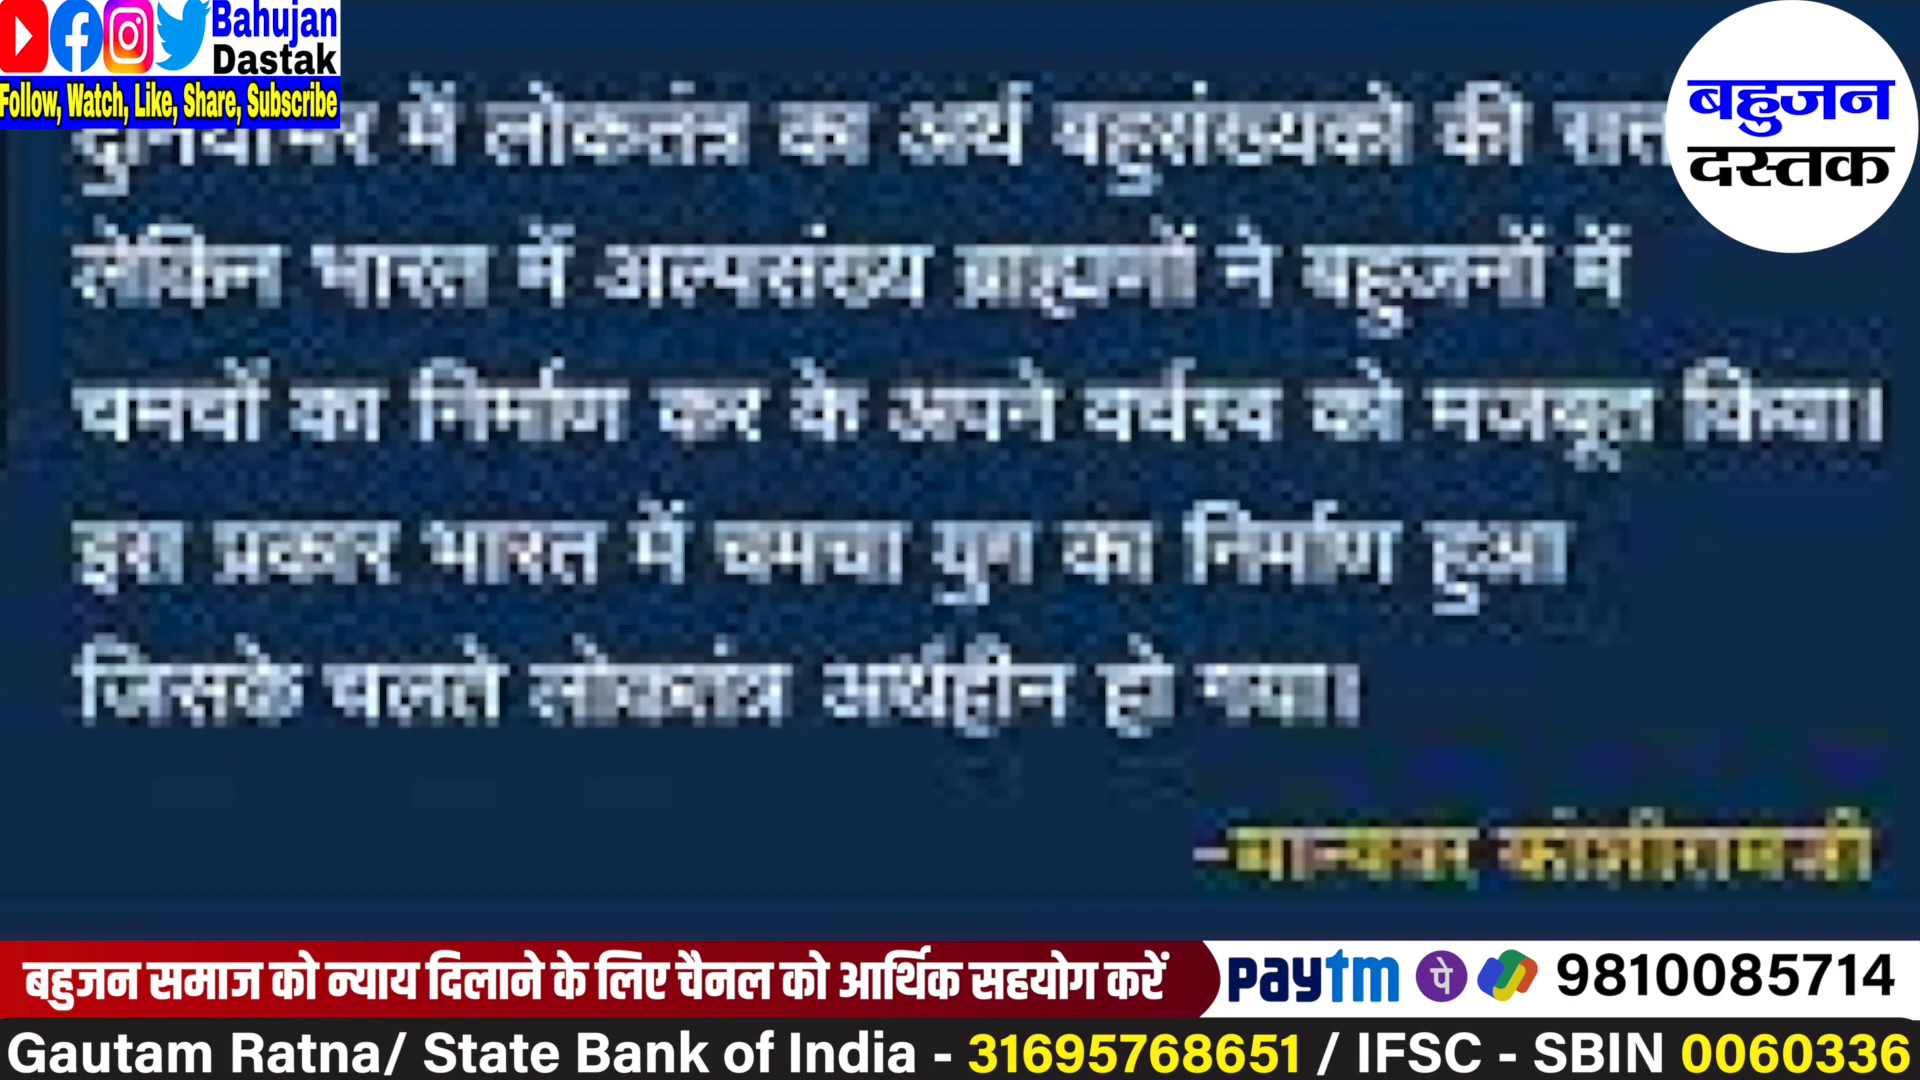 Bahujan
Dastak
Follow, Watch, Like, Share, Subscribe
बहुजन
दस्तक
दुनियाभर में लोकतंत्र का अर्थ बहुसंख्यको की
लेकिन भारत में अल्पसंख्य ब्राह्मणों ने बहुजनों में
चमचों का निर्माण कर के अपने वर्चस्व को मजबूत किया।
इस प्रकार भारत में चमचा युग का निर्माण हुआ
जिसके चलते लोकतंत्र अर्थहीन हो गया।
-मान्यवर कांशीरामजी
बहुजन समाज को न्याय दिलाने के लिए चैनल को आर्थिक सहयोग करें paytm पे 9810085714
Gautam Ratna/ State Bank of India - 31695768651 / IFSC - SBIN 0060336